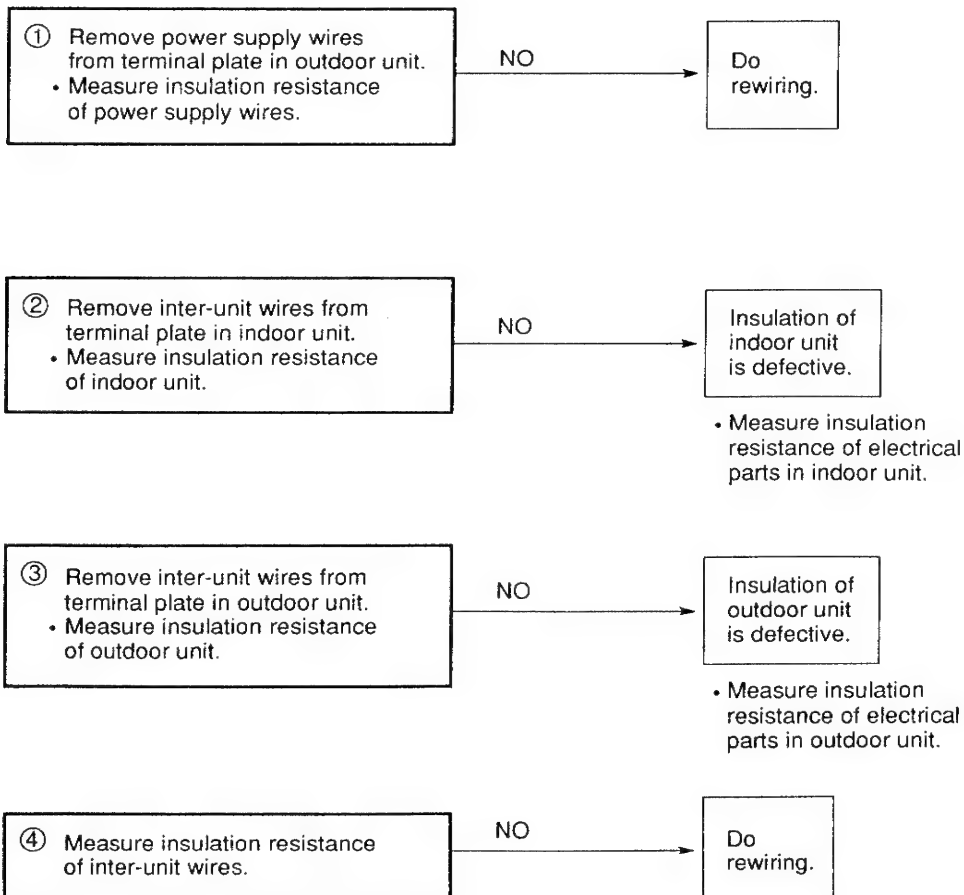 ① Remove power supply wires
from terminal plate in outdoor unit.
• Measure insulation resistance
of power supply wires.
NO
Do
rewiring.
② Remove inter-unit wires from
terminal plate in indoor unit.
• Measure insulation resistance
of indoor unit.
NO
Insulation of
indoor unit
is defective.
• Measure insulation
resistance of electrical
parts in indoor unit.
③ Remove inter-unit wires from
terminal plate in outdoor unit.
• Measure insulation resistance
of outdoor unit.
NO
Insulation of
outdoor unit
is defective.
• Measure insulation
resistance of electrical
parts in outdoor unit.
④ Measure insulation resistance
of inter-unit wires.
NO
Do
rewiring.